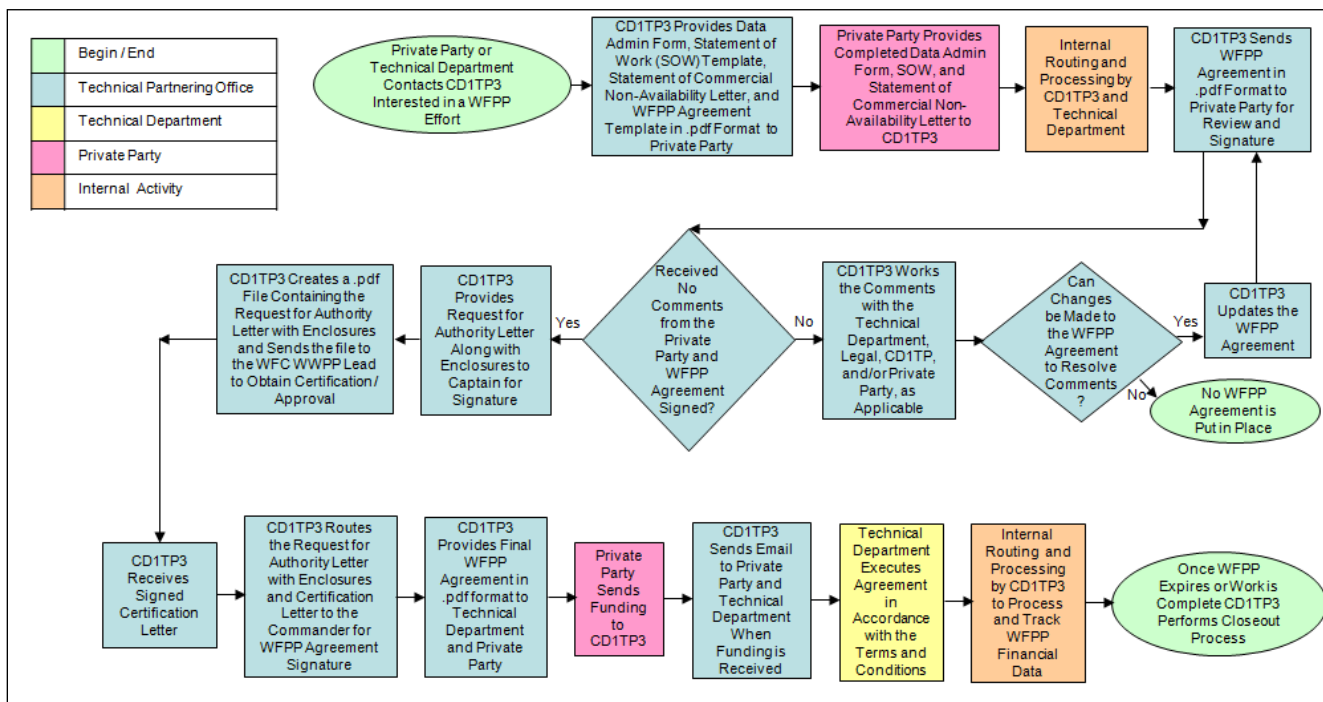 Begin / End
Technical Partnering Office
Technical Department
Private Party
Internal Activity
Private Party or
Technical Department
Contacts CD1TP3
Interested in a WFPP
Effort
CD1TP3 Provides Data
Admin Form, Statement of
Work (SOW) Template,
Statement of Commercial
Non-Availability Letter, and
WFPP Agreement
Template in .pdf Format to
Private Party
Private Party Provides
Completed Data Admin
Form, SOW, and
Statement of
Commercial Non-
Availability Letter to
CD1TP3
Internal
Routing and
Processing by
CD1TP3 and
Technical
Department
CD1TP3 Sends
WFPP
Agreement in
.pdf Format to
Private Party for
Review and
Signature
CD1TP3 Creates a .pdf
File Containing the
Request for Authority
Letter with Enclosures
and Sends the file to
the WFC WWPP Lead
to Obtain Certification/
Approval
CD1TP3
Provides Request for
Authority Letter
Along with
Enclosures to
Captain for
Signature
Yes
Received
No
Comments
from the
Private
Party and
WFPP
Agreement
Signed?
No
CD1TP3 Works
the Comments
with the
Technical
Department,
Legal, CD1TP,
and/or Private
Party, as
Applicable
Can
Changes
be Made to
the WFPP
Agreement
to Resolve
Comments
?
Yes
CD1TP3
Updates the
WFPP
Agreement
No
No WFPP
Agreement is
Put in Place
CD1TP3
Receives
Signed
Certification
Letter
CD1TP3 Routes
the Request for
Authority Letter
with Enclosures
and Certification
Letter to the
Commander for
WFPP Agreement
Signature
CD1TP3
Provides Final
WFPP
Agreement in
.pdf format to
Technical
Department
and Private
Party
Private
Party
Sends
Funding
to
CD1TP3
CD1TP3
Sends Email
to Private
Party and
Technical
Department
When
Funding is
Received
Technical
Department
Executes
Agreement
in
Accordance
with the
Terms and
Conditions
Internal
Routing and
Processing
by CD1TP3
to Process
and Track
WFPP
Financial
Data
Once WFPP
Expires or Work is
Complete CD1TP3
Performs Closeout
Process